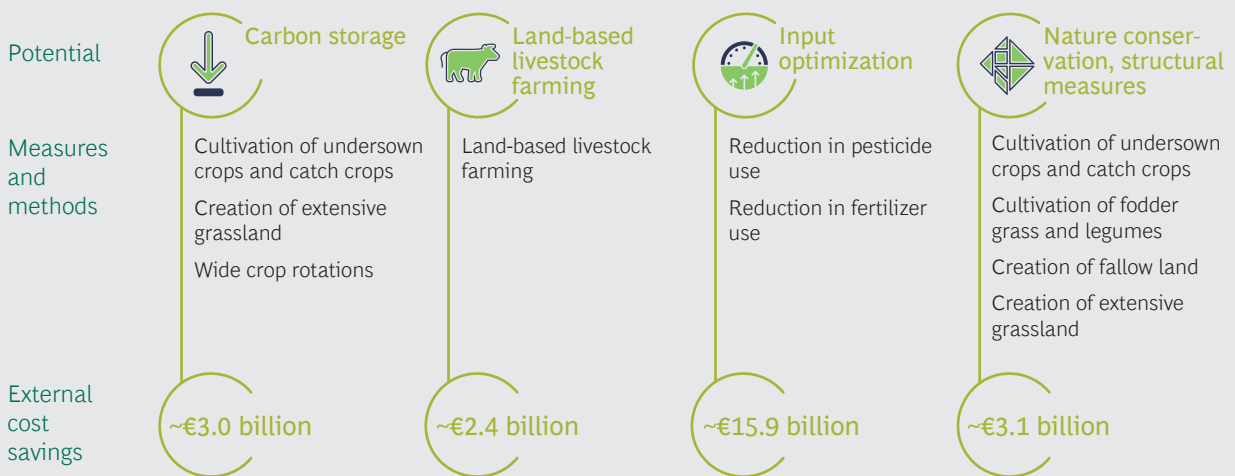 Potential
Carbon storage
Land-based
livestock
farming
Input
optimization
Nature conser-
vation, structural
measures
Measures
and
methods
Cultivation of undersown
crops and catch crops
Creation of extensive
grassland
Wide crop rotations
Land-based livestock
farming
Reduction in pesticide
use
Reduction in fertilizer
use
Cultivation of undersown
crops and catch crops
Cultivation of fodder
grass and legumes
Creation of fallow land
Creation of extensive
grassland
External
cost
savings
~€3.0 billion
~€2.4 billion
~€15.9 billion
~€3.1 billion